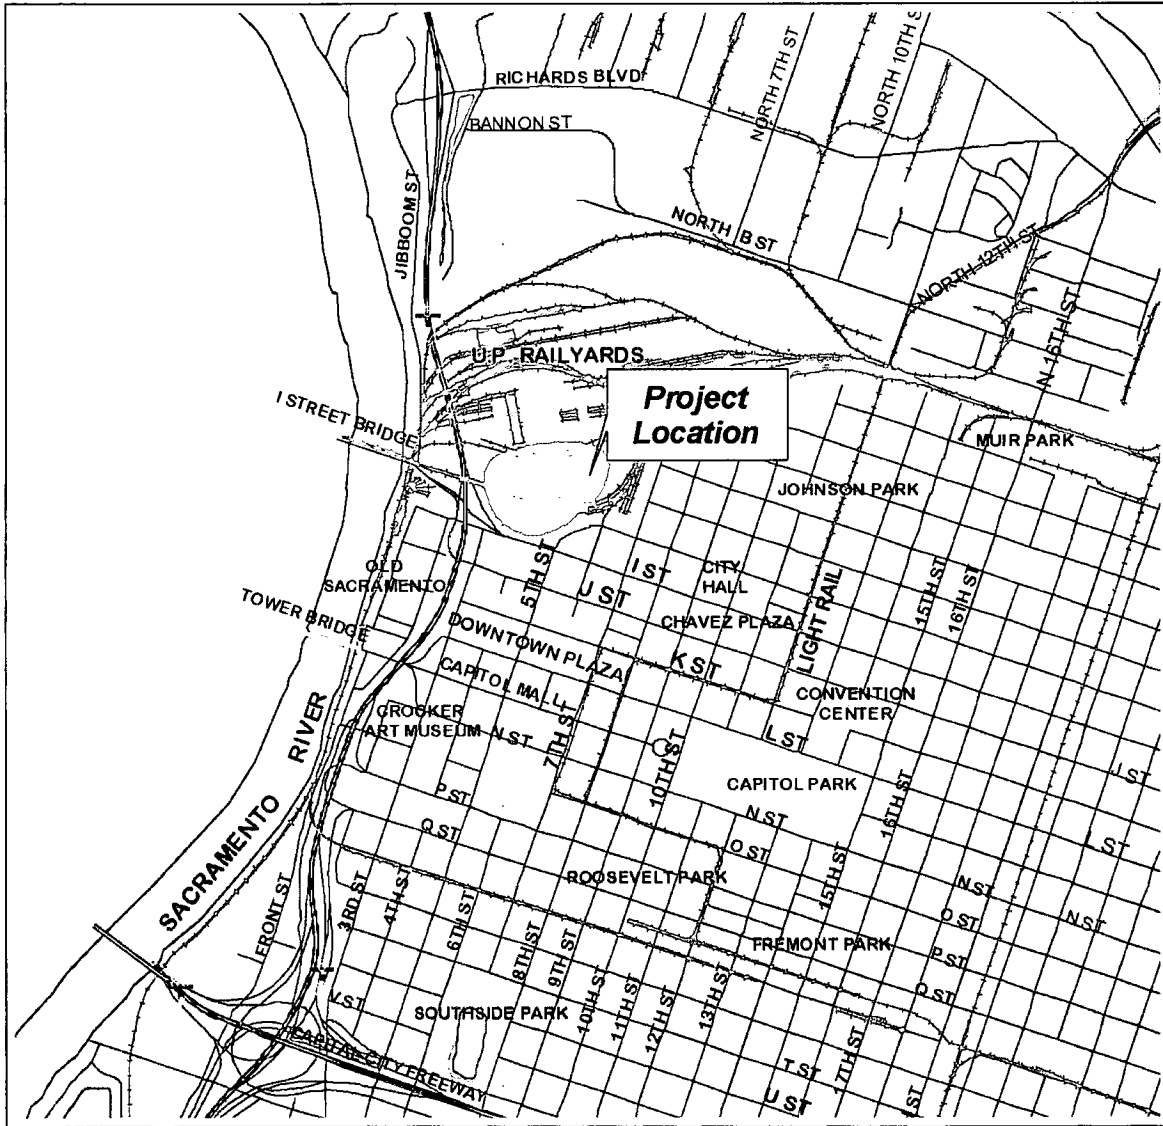 RICHARDS BLVD
NORTH 7TH ST
NORTH 10TH S
BANNON ST
JIBBOOM ST
NORTH B ST
NORTH 12TH ST
N 16TH ST
U.P. RAILYARDS
Project
Location
I STREET BRIDGE
MUIR PARK
JOHNSON PARK
OLD
SACRAMENTO
5TH ST
I ST
CITY
HALL
J ST
CHAVEZ PLAZA
LIGHT RAIL
15TH ST
16TH ST
TOWER BRIDGE
DOWNTOWN PLAZA
K ST
CAPITOL MALL
CONVENTION
CENTER
CROCKER
ART MUSEUM
N ST
7TH ST
L ST
10TH ST
CAPITOL PARK
J ST
16TH ST
SACRAMENTO RIVER
P ST
N ST
Q ST
O ST
L ST
ROOSEVELT PARK
15TH ST
N ST
N ST
FRONT ST
3RD ST
4TH ST
6TH ST
O ST
8TH ST
9TH ST
FREMONT PARK
P ST
10TH ST
11TH ST
12TH ST
13TH ST
Q ST
V ST
SOUTHSIDE PARK
CAPITAL CITY FREEWAY
17TH ST
T ST
U ST